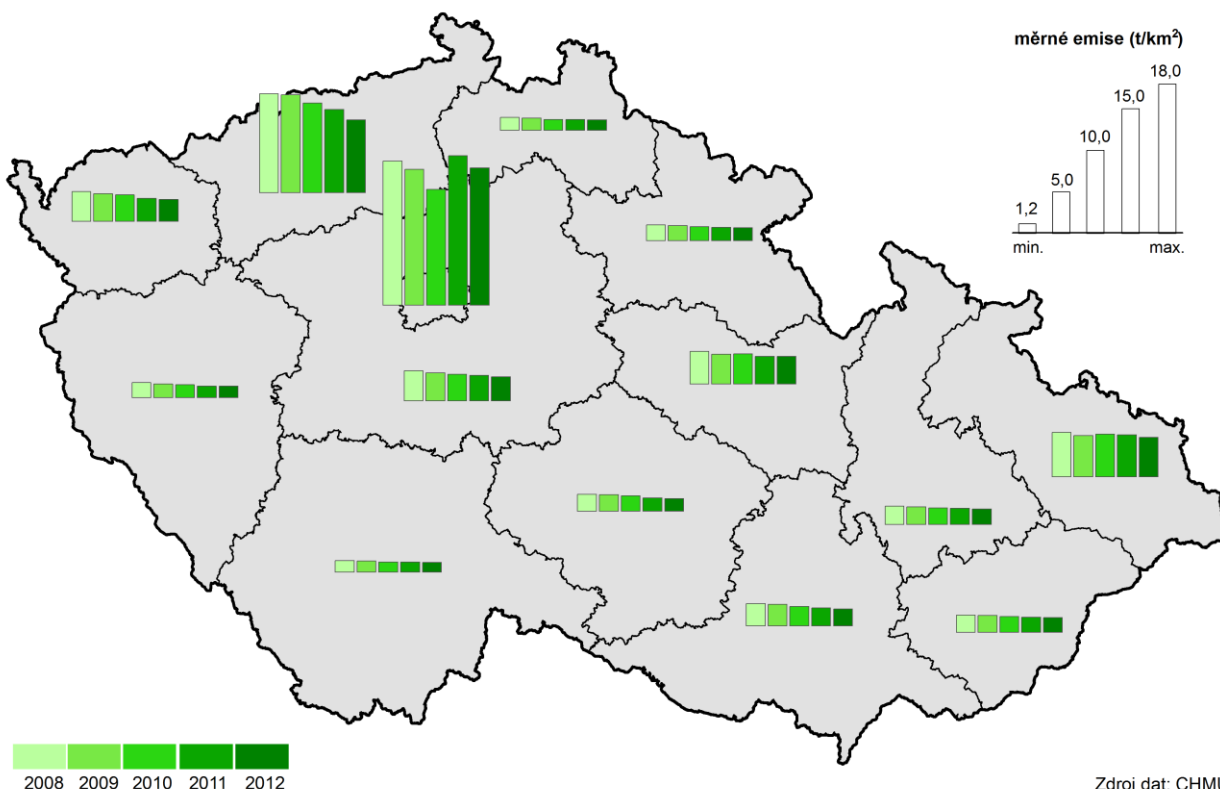 měrné emise (t/km²)
18,0
15,0
10,0
5,0
1,2
min.
max.
2008 2009 2010 2011 2012
Zdroj dat: CHMI